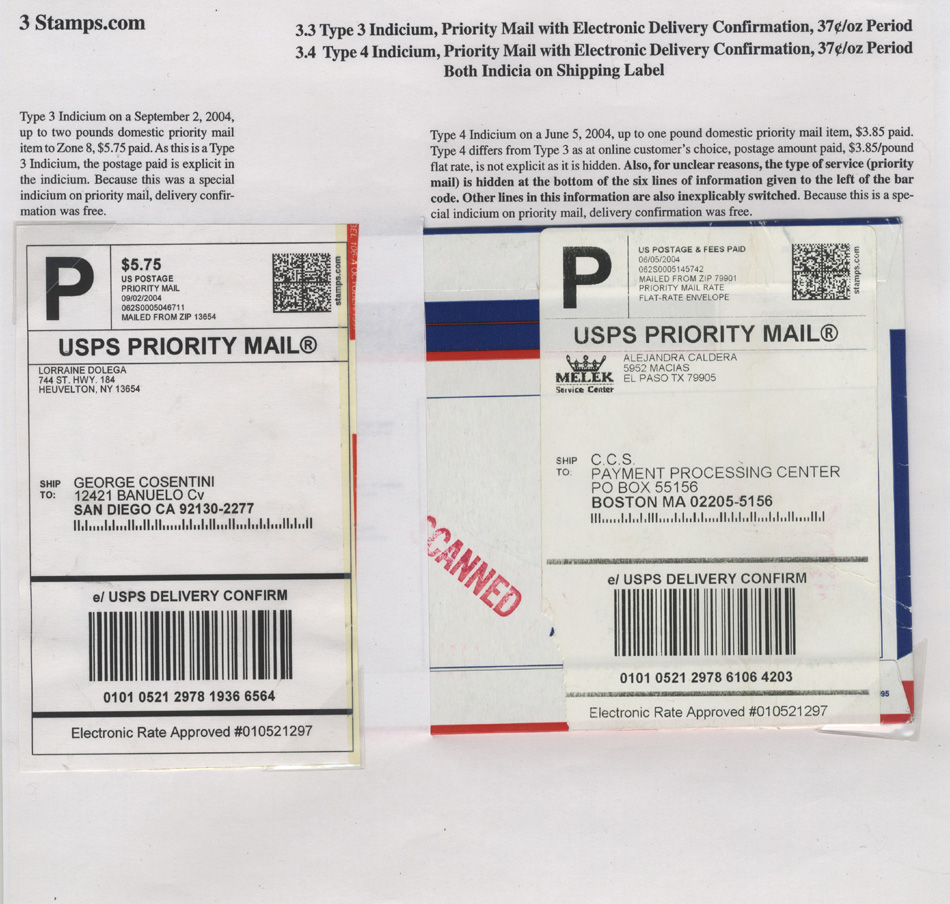 3 Stamps.com
3.3 Type 3 Indicium, Priority Mail with Electronic Delivery Confirmation, 37¢/oz Period
3.4 Type 4 Indicium, Priority Mail with Electronic Delivery Confirmation, 37¢/oz Period
Both Indicia on Shipping Label
Type 3 Indicium on a September 2, 2004,
up to two pounds domestic priority mail
item to Zone 8, $5.75 paid. As this is a Type
3 Indicium, the postage paid is explicit in
the indicium. Because this was a special
indicium on priority mail, delivery confir-
mation was free.
Type 4 Indicium on a June 5, 2004, up to one pound domestic priority mail item, $3.85 paid.
Type 4 differs from Type 3 as at online customer's choice, postage amount paid, $3.85/pound
flat rate, is not explicit as it is hidden. Also, for unclear reasons, the type of service (priority
mail) is hidden at the bottom of the six lines of information given to the left of the bar
code. Other lines in this information are also inexplicably switched. Because this is a spe-
cial indicium on priority mail, delivery confirmation was free.
P
$5.75
US POSTAGE
PRIORITY MAIL
09/02/2004
062S0005046711
MAILED FROM ZIP 13654
stamps.com
USPS PRIORITY MAIL®
LORRAINE DOLEGA
744 ST. HWY. 184
HEUVELTON, NY 13654
SHIP TO:
GEORGE COSENTINI
12421 BANUELO Cv
SAN DIEGO CA 92130-2277
e/ USPS DELIVERY CONFIRM
0101 0521 2978 1936 6564
Electronic Rate Approved #010521297
P
US POSTAGE & FEES PAID
06/05/2004
062S0005145742
MAILED FROM ZIP 79901
PRIORITY MAIL RATE
FLAT-RATE ENVELOPE
stamps.com
USPS PRIORITY MAIL®
MELEK
Service Center
ALEJANDRA CALDERA
5952 MACIAS
EL PASO TX 79905
SHIP TO:
C.C.S.
PAYMENT PROCESSING CENTER
PO BOX 55156
BOSTON MA 02205-5156
SCANNED
e/ USPS DELIVERY CONFIRM
0101 0521 2978 6106 4203
Electronic Rate Approved #010521297
95